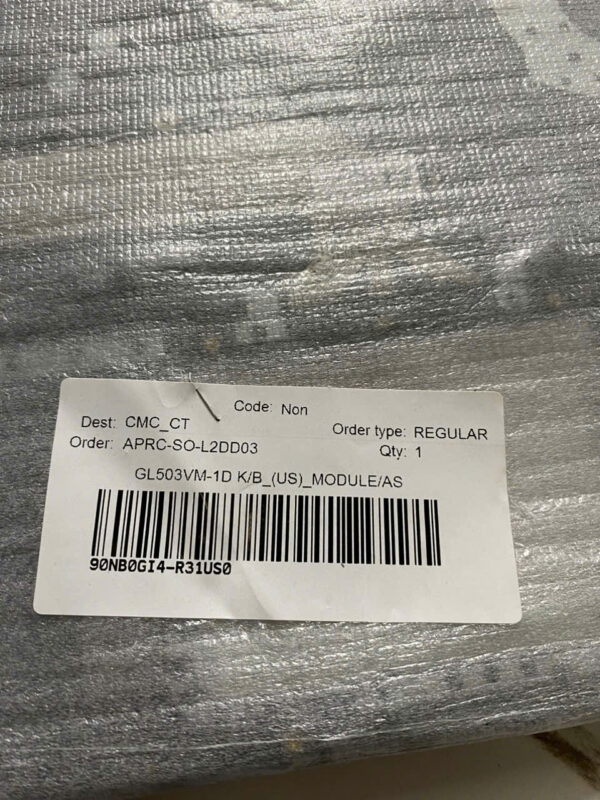 Code: Non
Dest: CMC_CT
Order type: REGULAR
Order: APRC-SO-L2DD03
Qty: 1
GL503VM-1D K/B_(US)_MODULE/AS
90NB0GI4-R31US0